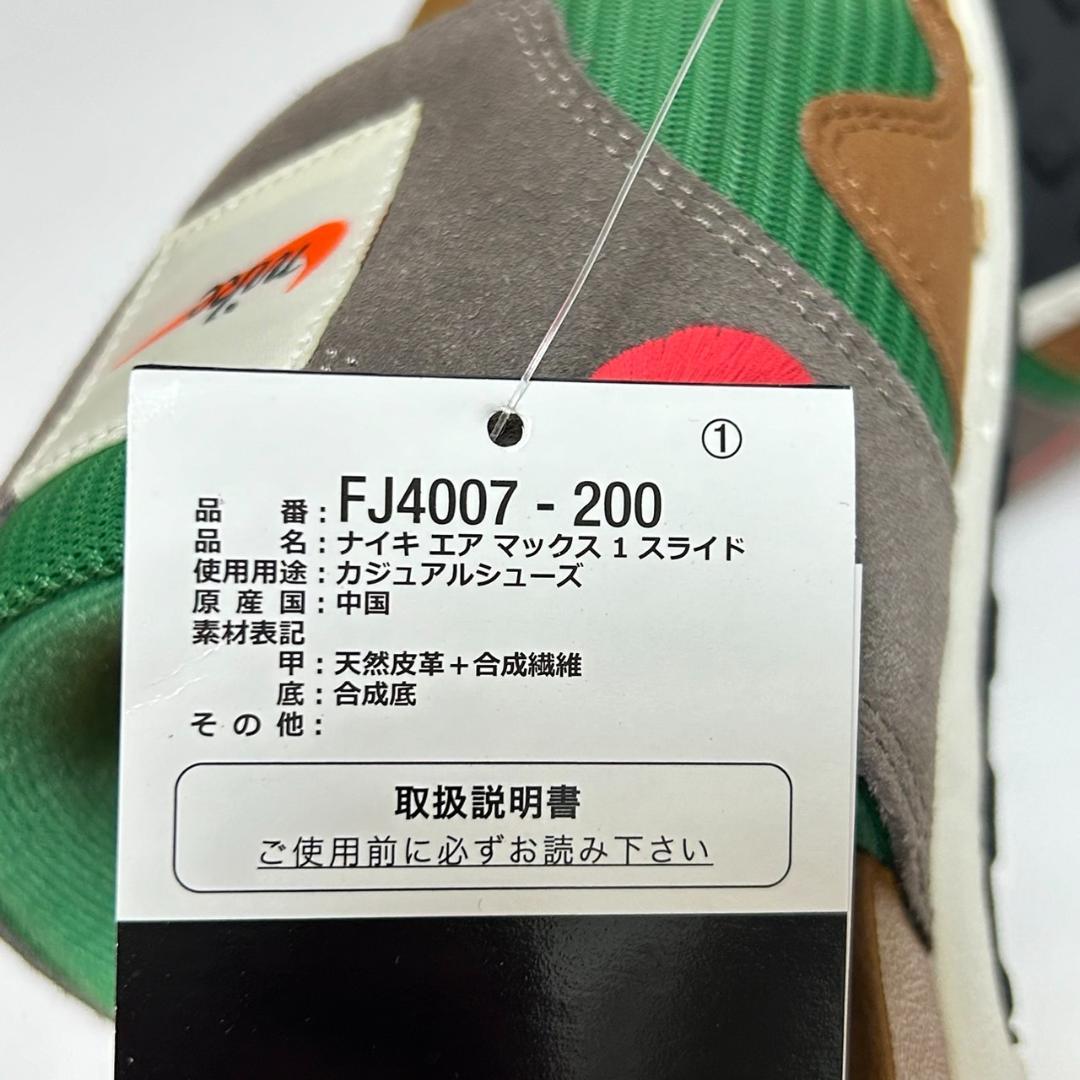 ①
品 番 : FJ4007 - 200
品 名 : ナイキ エア マックス 1 スライド
使用用途 : カジュアルシューズ
原 産 国 : 中国
素材表記
甲 : 天然皮革＋合成繊維
底 : 合成底
そ の 他 :
取扱説明書
ご使用前に必ずお読み下さい